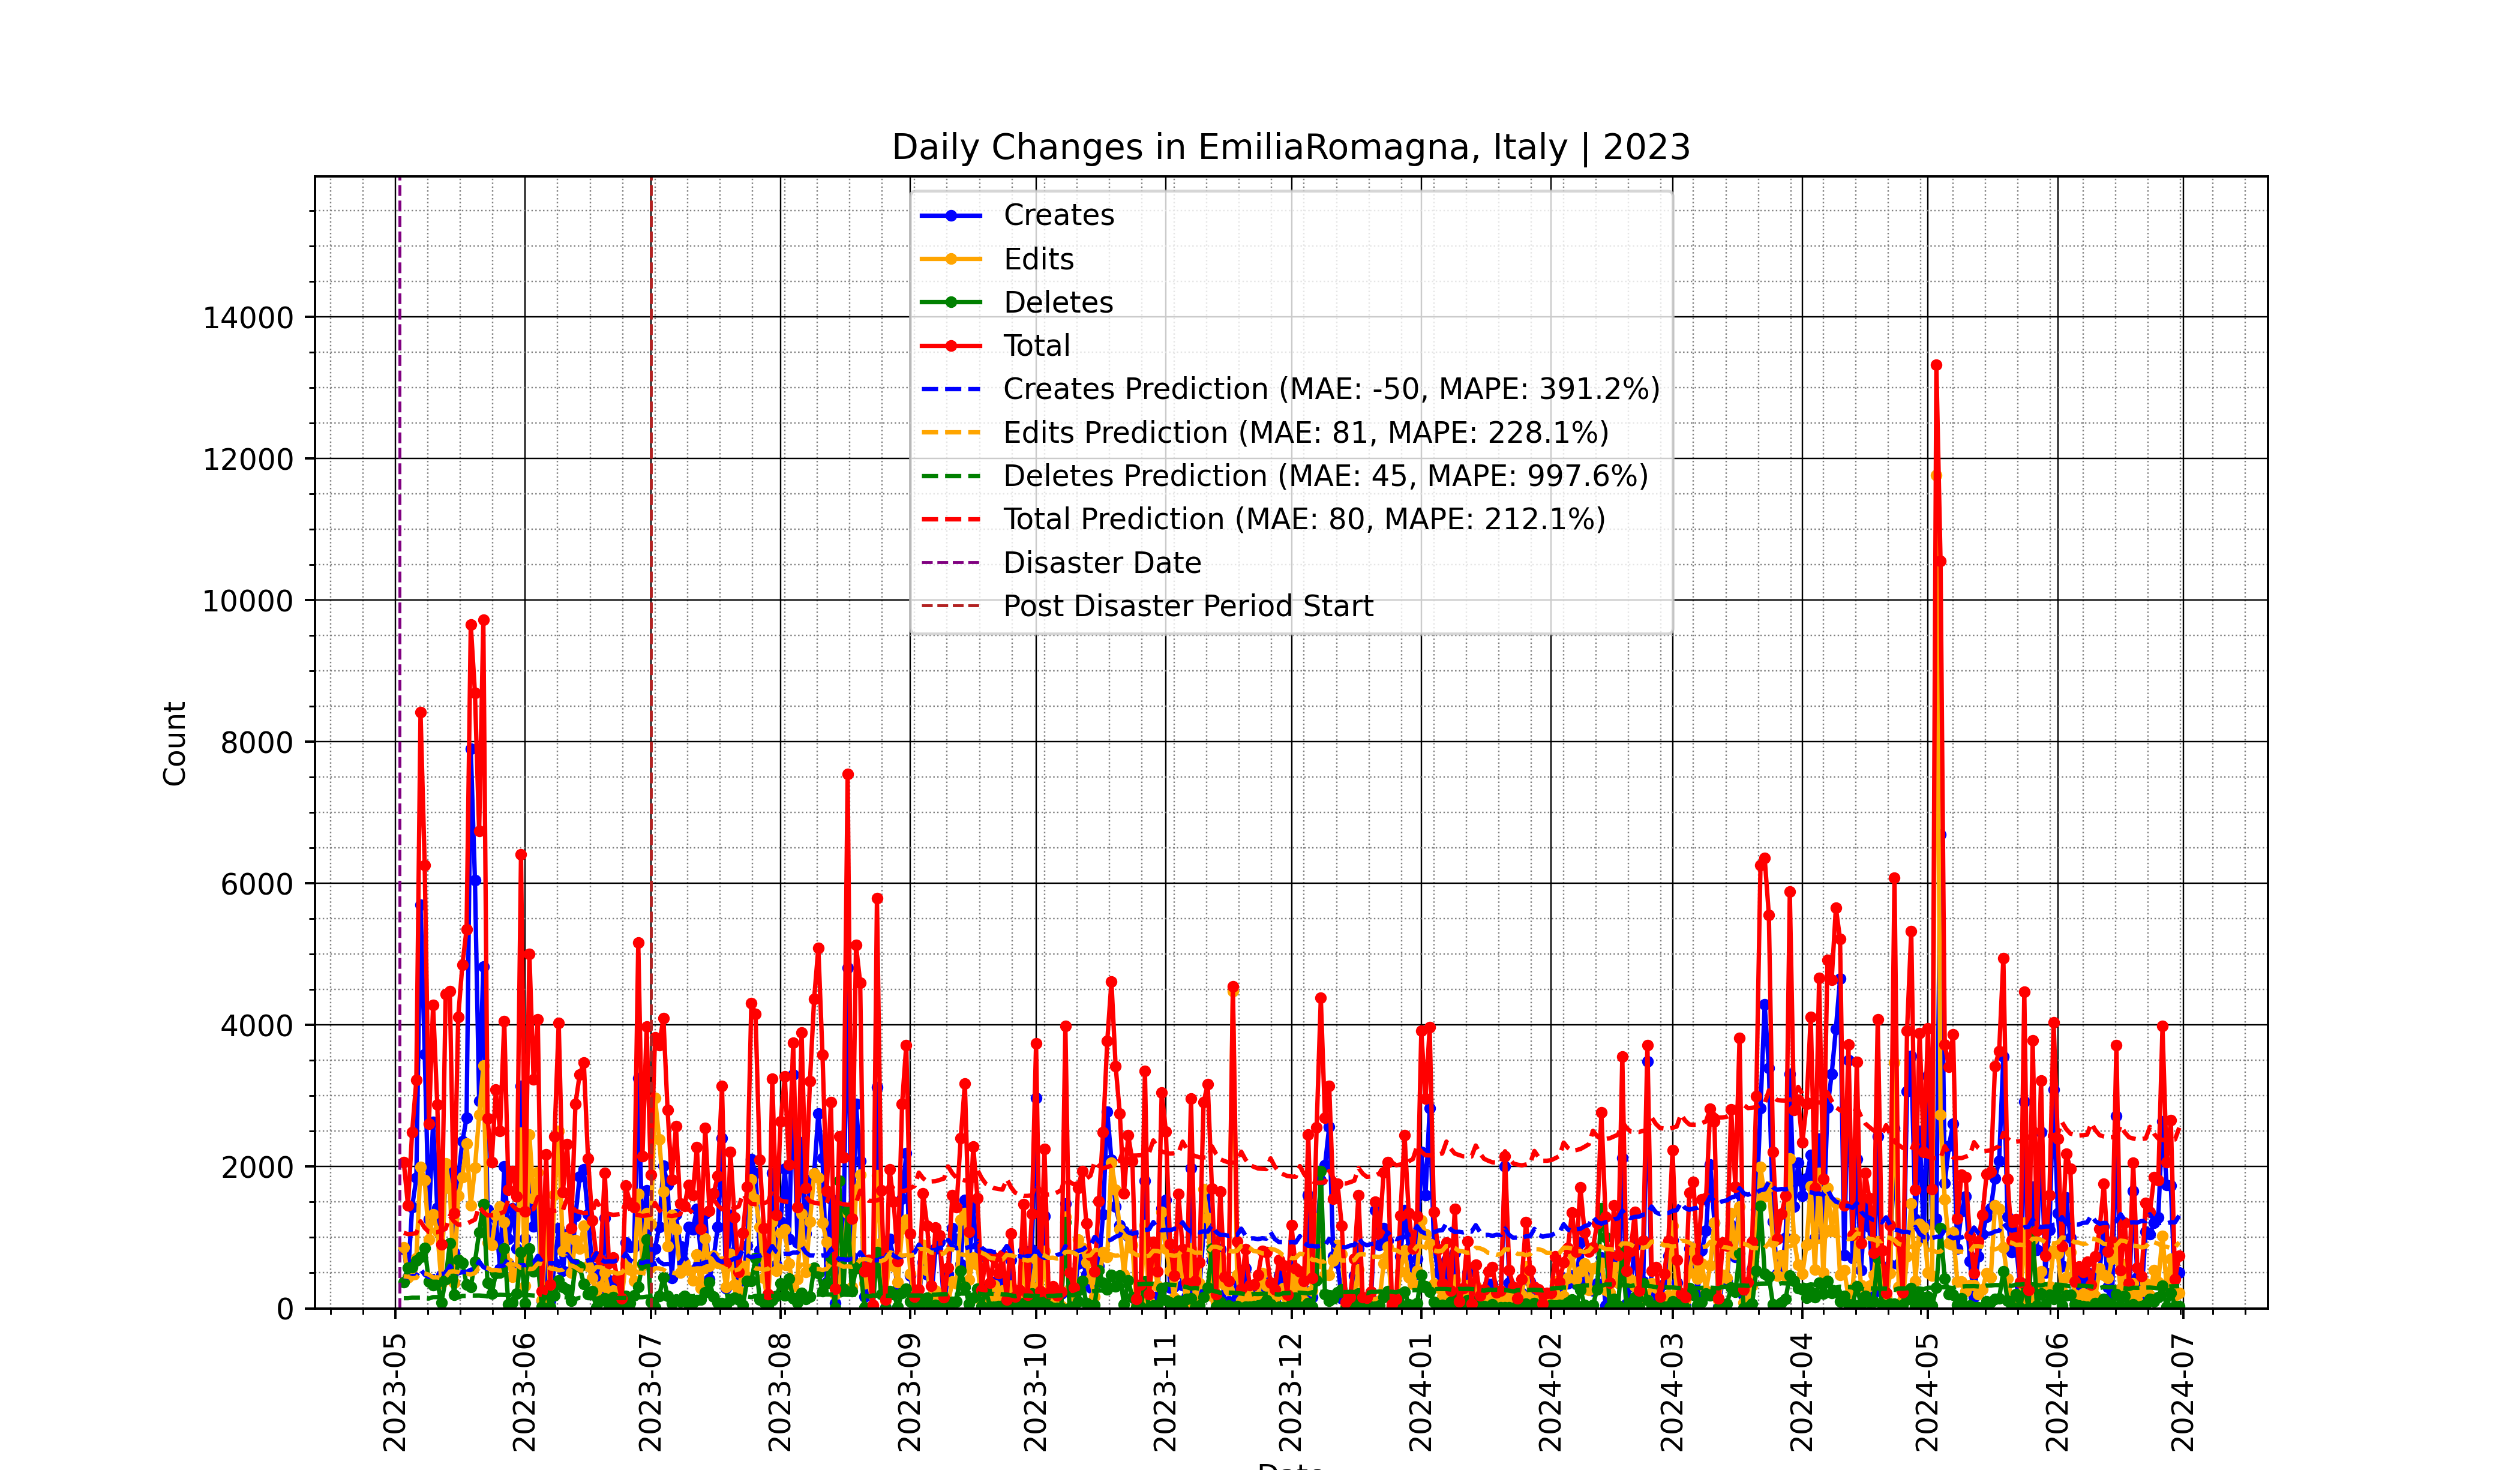 Daily Changes in EmiliaRomagna, Italy | 2023
Creates
Edits
Deletes
Total
Creates Prediction (MAE: -50, MAPE: 391.2%)
Edits Prediction (MAE: 81, MAPE: 228.1%)
Deletes Prediction (MAE: 45, MAPE: 997.6%)
Total Prediction (MAE: 80, MAPE: 212.1%)
Disaster Date
Post Disaster Period Start
Count
14000
12000
10000
8000
6000
4000
2000
0
2023-05
2023-06
2023-07
2023-08
2023-09
2023-10
2023-11
2023-12
2024-01
2024-02
2024-03
2024-04
2024-05
2024-06
2024-07
Date